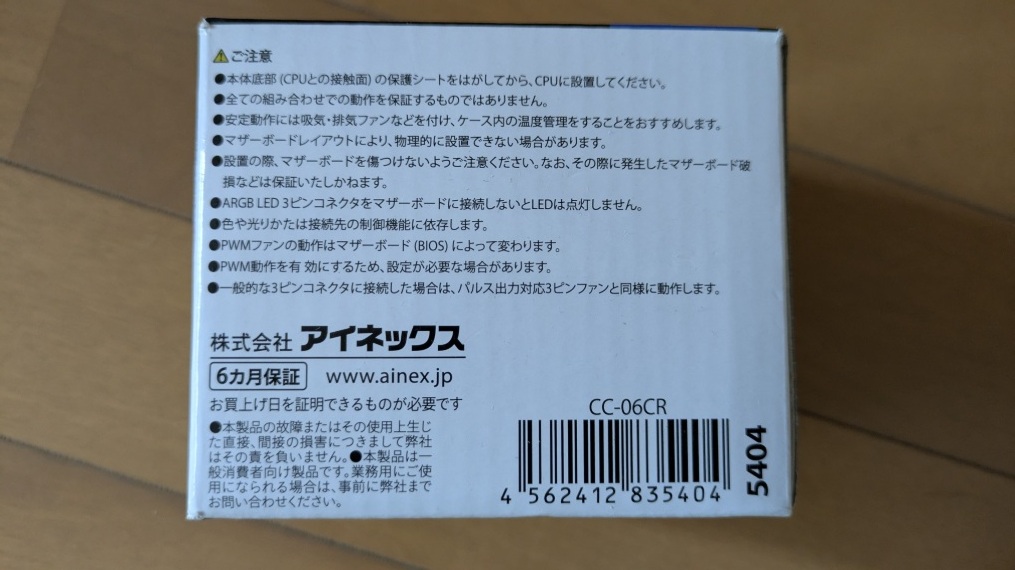 ⚠ご注意
●本体底部 (CPUとの接触面) の保護シートをはがしてから、CPUに設置してください。
●全ての組み合わせでの動作を保証するものではありません。
●安定動作には吸気・排気ファンなどを付け、ケース内の温度管理をすることをおすすめします。
●マザーボードレイアウトにより、物理的に設置できない場合があります。
●設置の際、マザーボードを傷つけないようご注意ください。なお、その際に発生したマザーボード破
損などは保証いたしかねます。
●ARGB LED 3ピンコネクタをマザーボードに接続しないとLEDは点灯しません。
●色や光りかたは接続先の制御機能に依存します。
●PWMファンの動作はマザーボード (BIOS) によって変わります。
●PWM動作を有 効にするため、設定が必要な場合があります。
●一般的な3ピンコネクタに接続した場合は、パルス出力対応3ピンファンと同様に動作します。
株式会社 アイネックス
6カ月保証 www.ainex.jp
お買上げ日を証明できるものが必要です
●本製品の故障またはその使用上生じ
た直接、間接の損害につきまして弊社
はその責を負いません。●本製品は一
般消費者向け製品です。業務用にご使
用になられる場合は、事前に弊社まで
お問い合わせください。
CC-06CR
4 562412 835404
5404